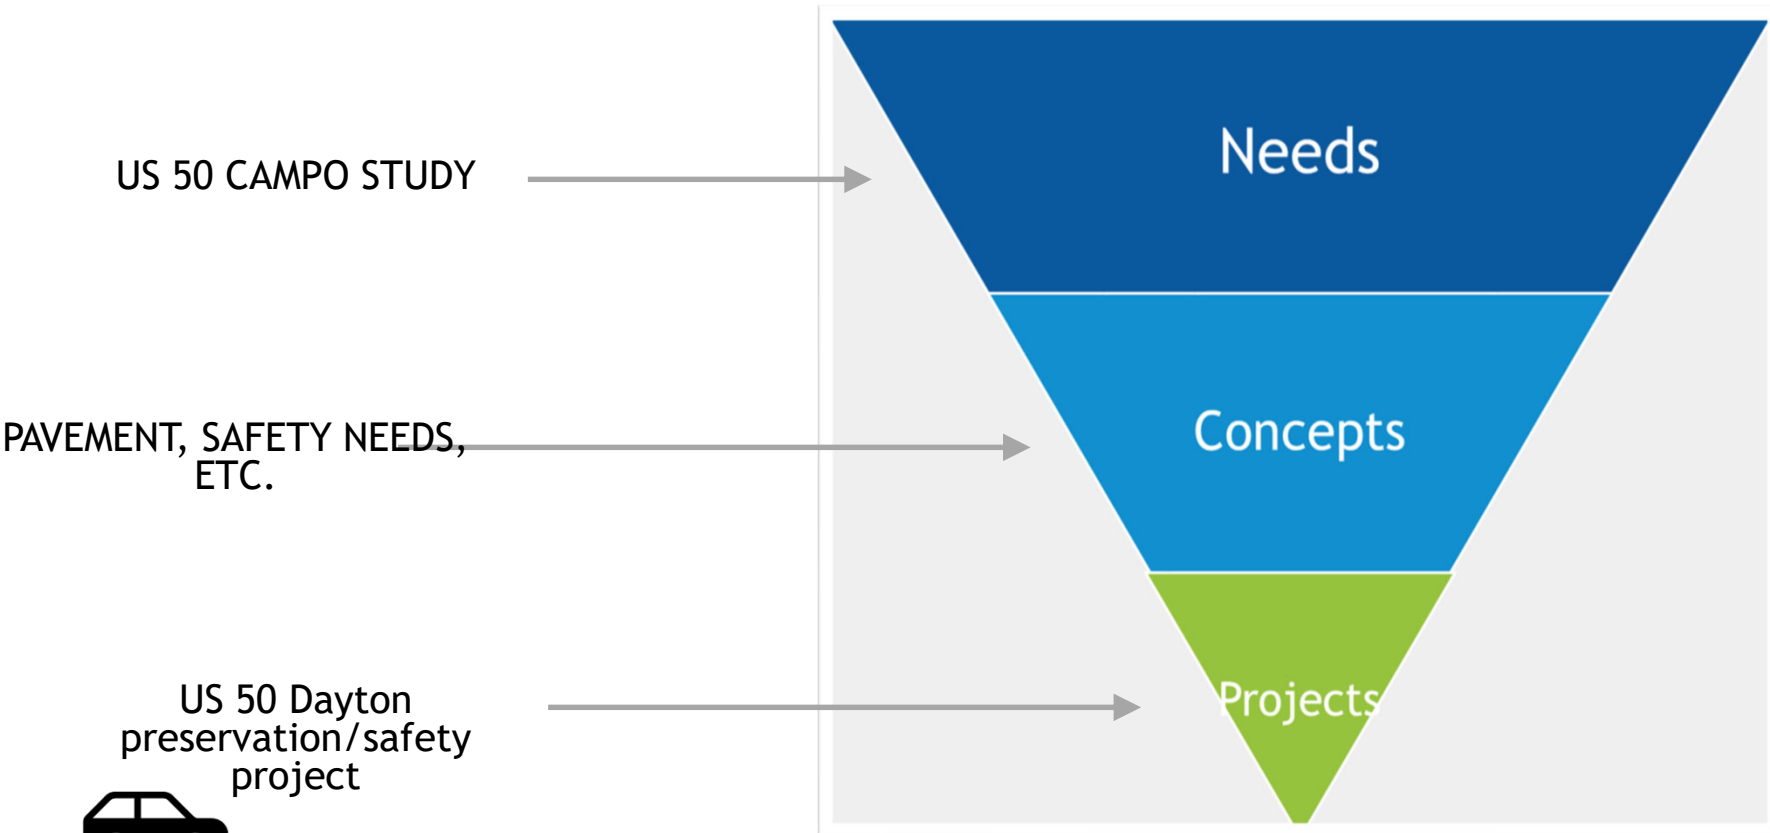 US 50 CAMPO STUDY
Needs
PAVEMENT, SAFETY NEEDS,
ETC.
Concepts
US 50 Dayton
preservation/safety
project
Projects